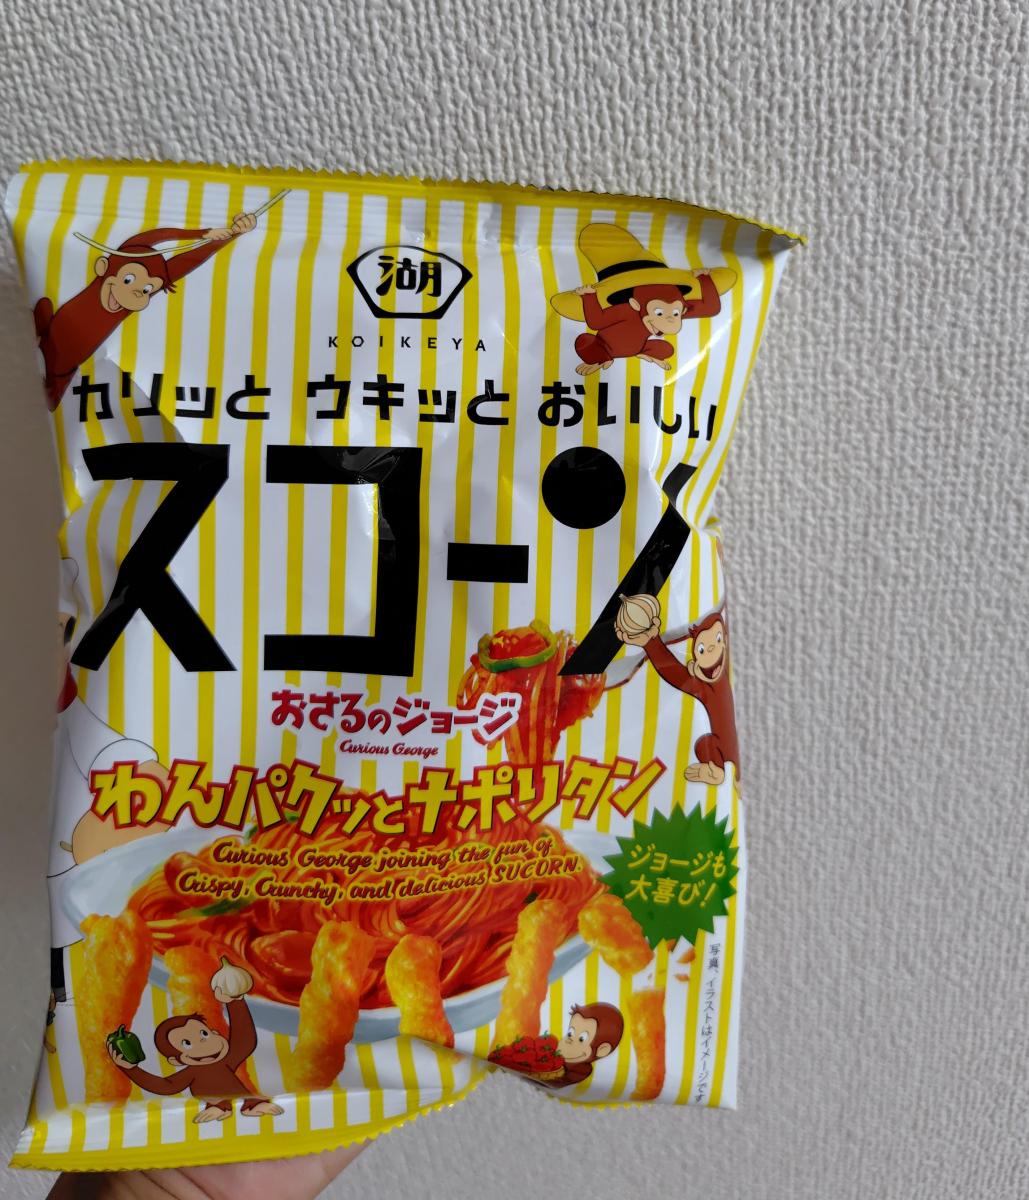 湖
KOIKEYA
カリッと ウキッと おいしい
スコーン
おさるのジョージ
Curious George
わんパクッとナポリタン
Curious George joining the fun of
Crispy, Crunchy, and delicious SUCORN.
ジョージも
大喜び!
写真、イラストはイメージです